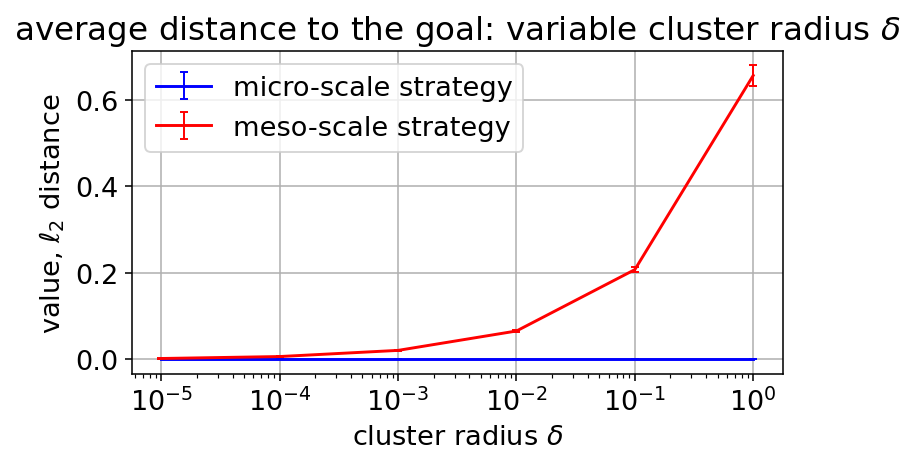 average distance to the goal: variable cluster radius δ
micro-scale strategy
meso-scale strategy
value, ℓ₂ distance
0.6
0.4
0.2
0.0
10⁻⁵ 10⁻⁴ 10⁻³ 10⁻² 10⁻¹ 10⁰
cluster radius δ